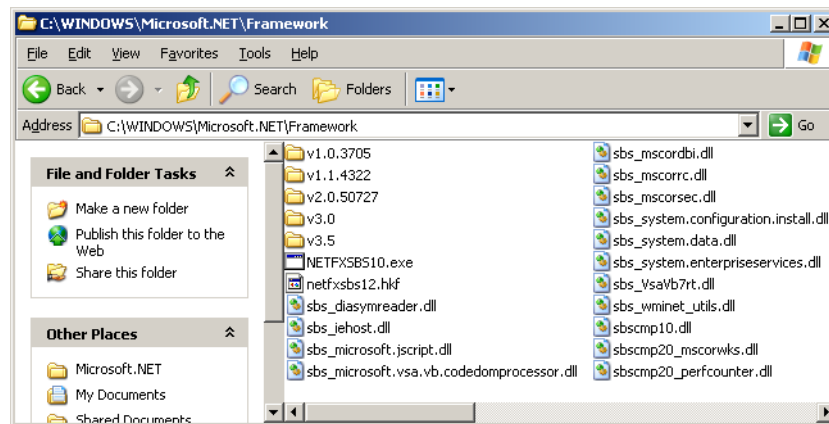 C:\WINDOWS\Microsoft.NET\Framework
File Edit View Favorites Tools Help
Back Search Folders
Address C:\WINDOWS\Microsoft.NET\Framework Go
File and Folder Tasks
Make a new folder
Publish this folder to the
Web
Share this folder
Other Places
Microsoft.NET
My Documents
Shared Documents
v1.0.3705
v1.1.4322
v2.0.50727
v3.0
v3.5
NETFXSBS10.exe
netfxsbs12.hkf
sbs_diasymreader.dll
sbs_iehost.dll
sbs_microsoft.jscript.dll
sbs_microsoft.vsa.vb.codedomprocessor.dll
sbs_mscordbi.dll
sbs_mscorrc.dll
sbs_mscorsec.dll
sbs_system.configuration.install.dll
sbs_system.data.dll
sbs_system.enterpriseservices.dll
sbs_VsaVb7rt.dll
sbs_wminet_utils.dll
sbscmp10.dll
sbscmp20_mscorwks.dll
sbscmp20_perfcounter.dll